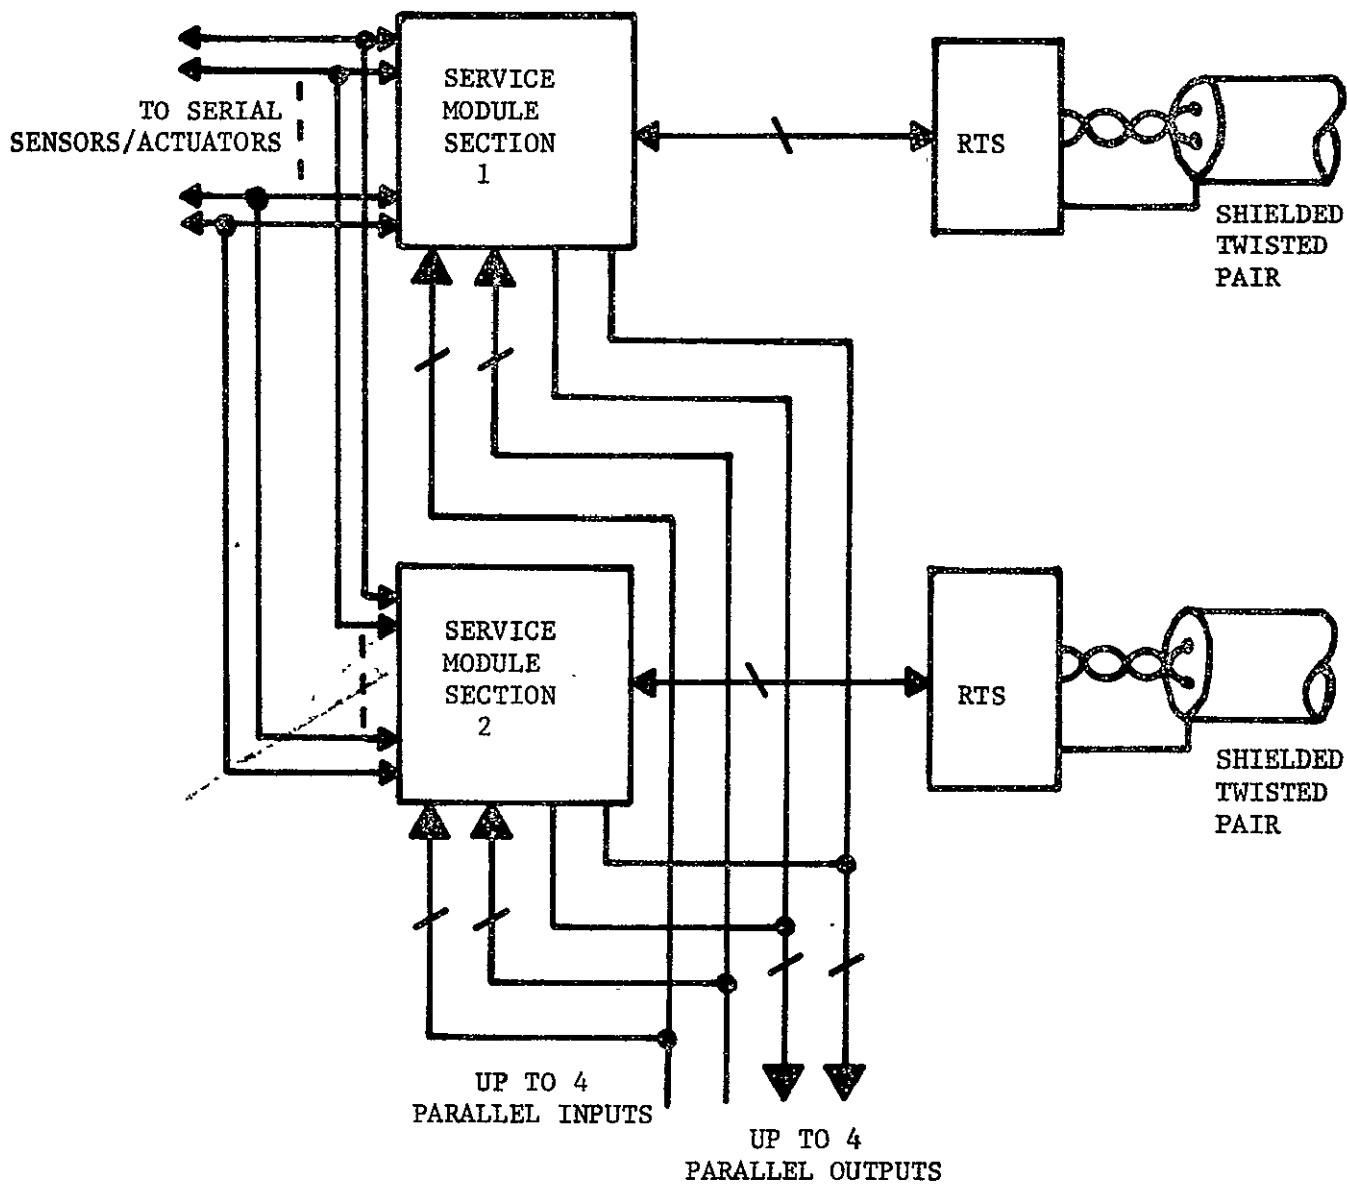 TO SERIAL
SENSORS/ACTUATORS
SERVICE
MODULE
SECTION
1
RTS
SHIELDED
TWISTED
PAIR
SERVICE
MODULE
SECTION
2
RTS
SHIELDED
TWISTED
PAIR
UP TO 4
PARALLEL INPUTS
UP TO 4
PARALLEL OUTPUTS